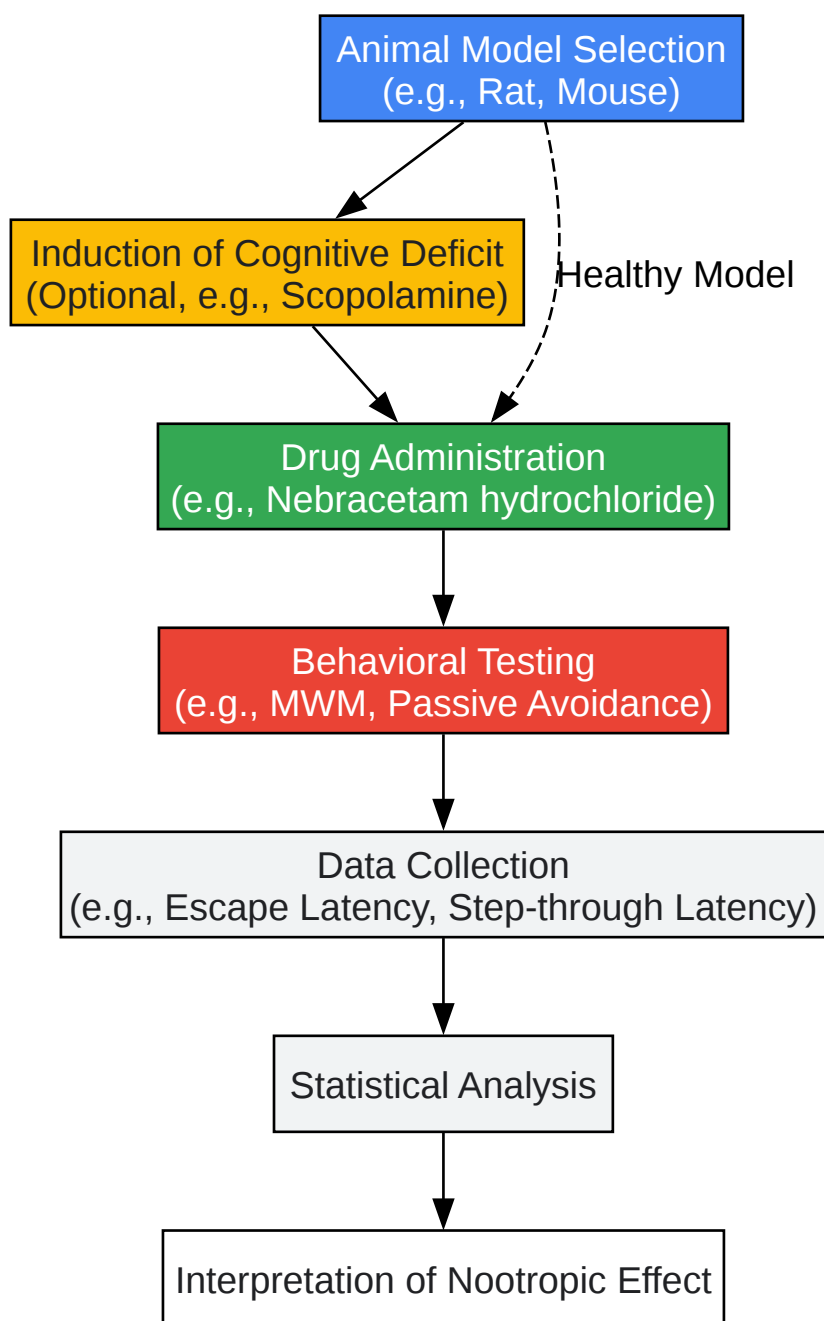 Animal Model Selection
(e.g., Rat, Mouse)
Induction of Cognitive Deficit
(Optional, e.g., Scopolamine)
Healthy Model
Drug Administration
(e.g., Nebracetam hydrochloride)
Behavioral Testing
(e.g., MWM, Passive Avoidance)
Data Collection
(e.g., Escape Latency, Step-through Latency)
Statistical Analysis
Interpretation of Nootropic Effect